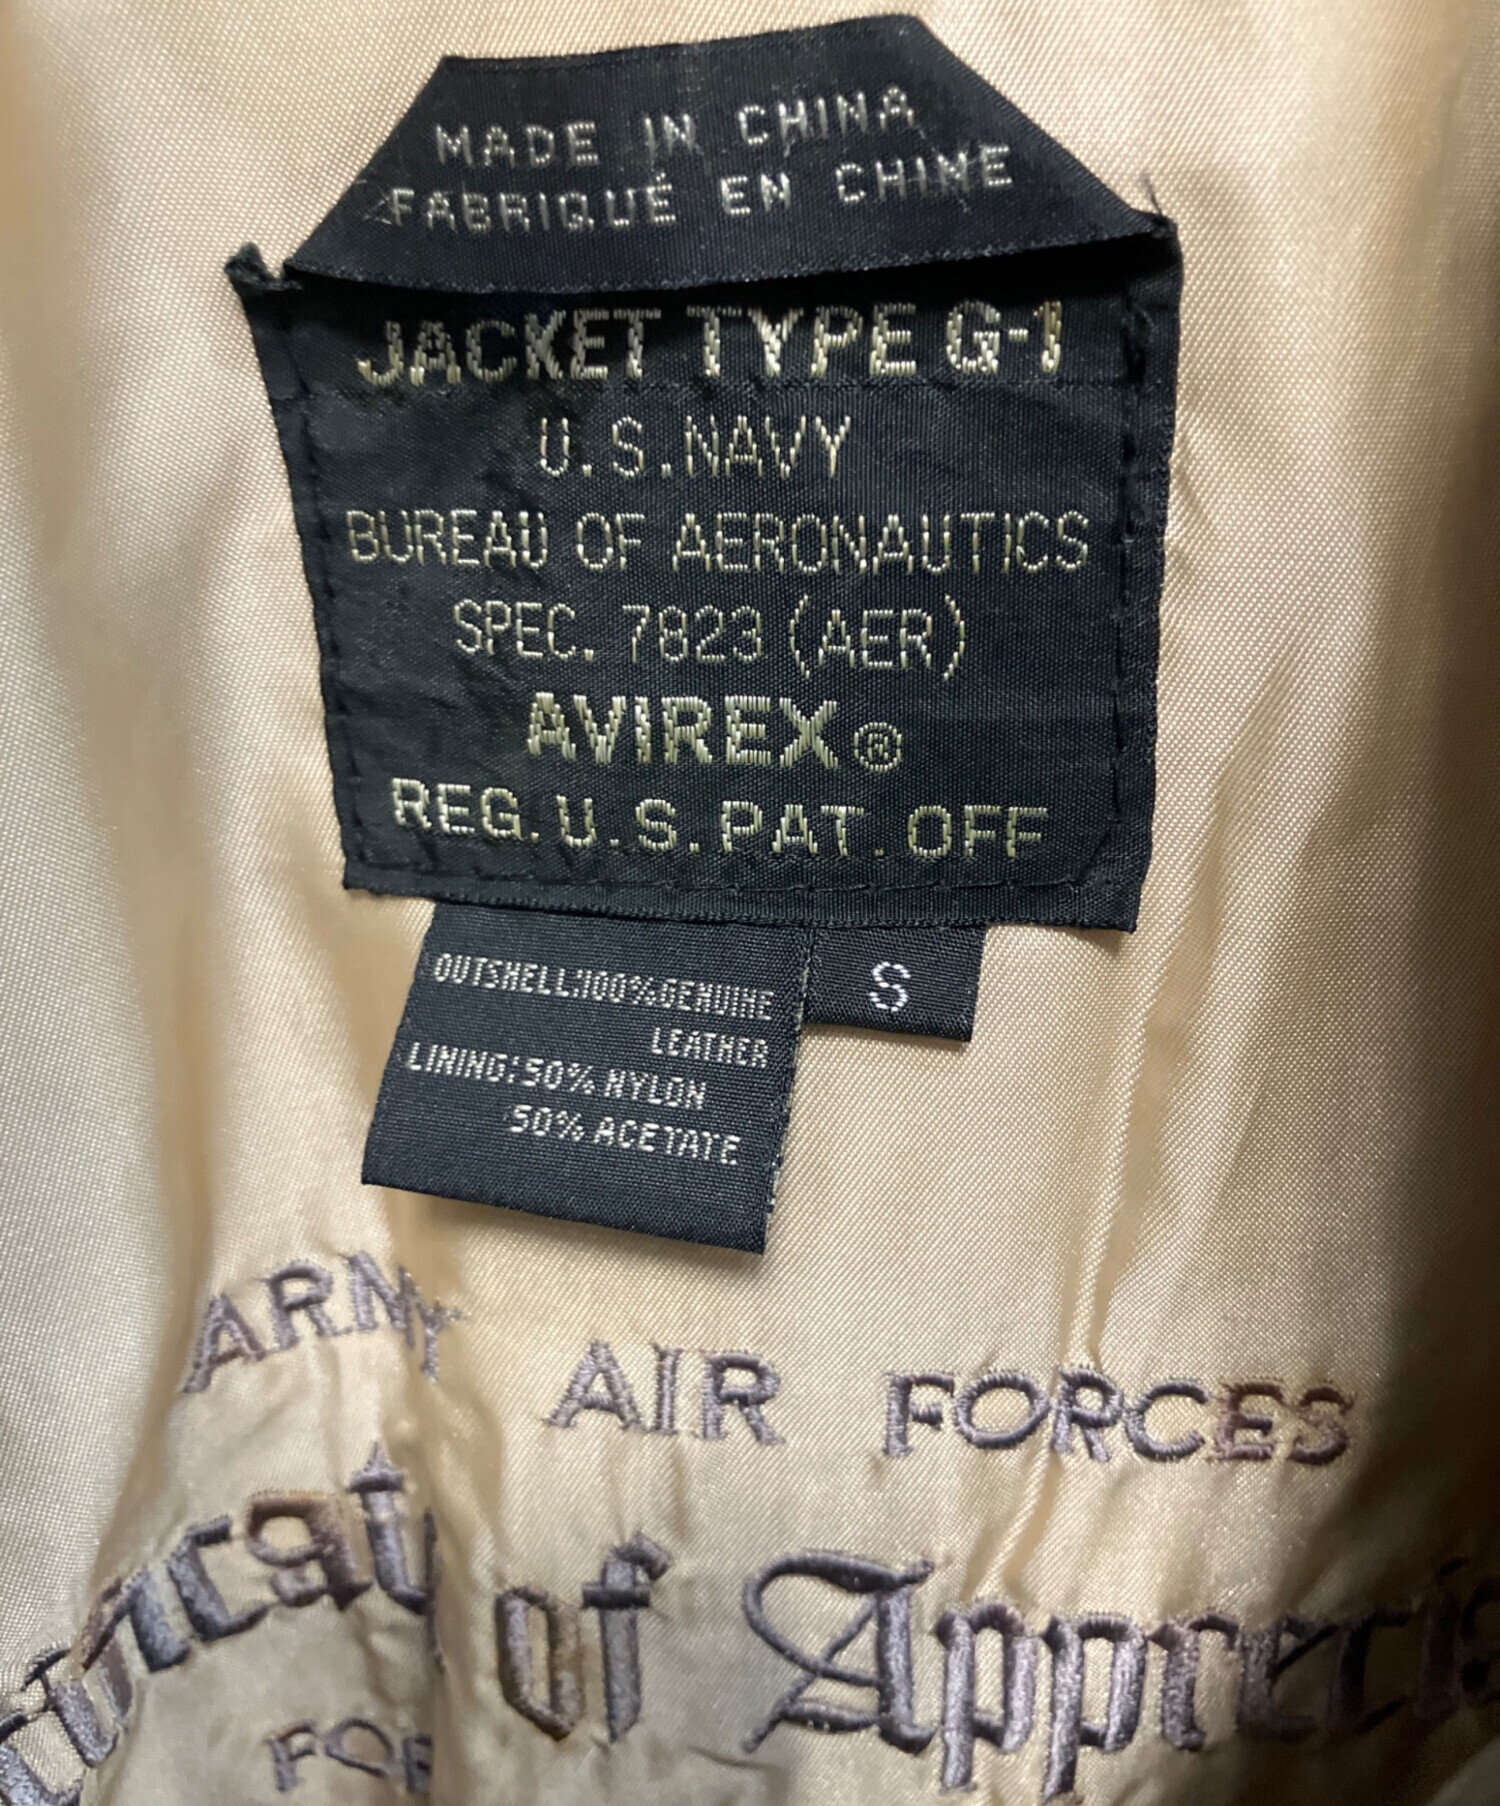 MADE IN CHINA
FABRIQUÉ EN CHINE
JACKET TYPE G-1
U.S.NAVY
BUREAU OF AERONAUTICS
SPEC. 7823 (AER)
AVIREX®
REG.U.S.PAT.OFF
OUTSHELL:100%GENUINE
LEATHER
LINING:50% NYLON
50% ACETATE
S
ARMY AIR FORCES
of
FOR